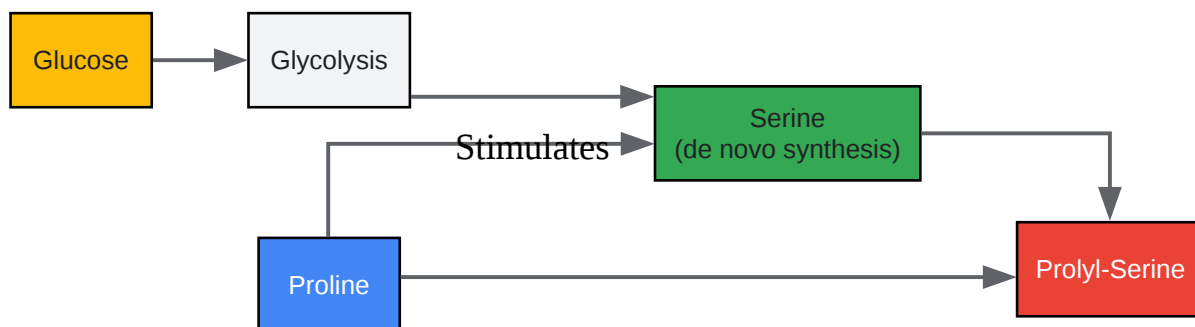 Glucose
Glycolysis
Serine
(de novo synthesis)
Stimulates
Proline
Prolyl-Serine